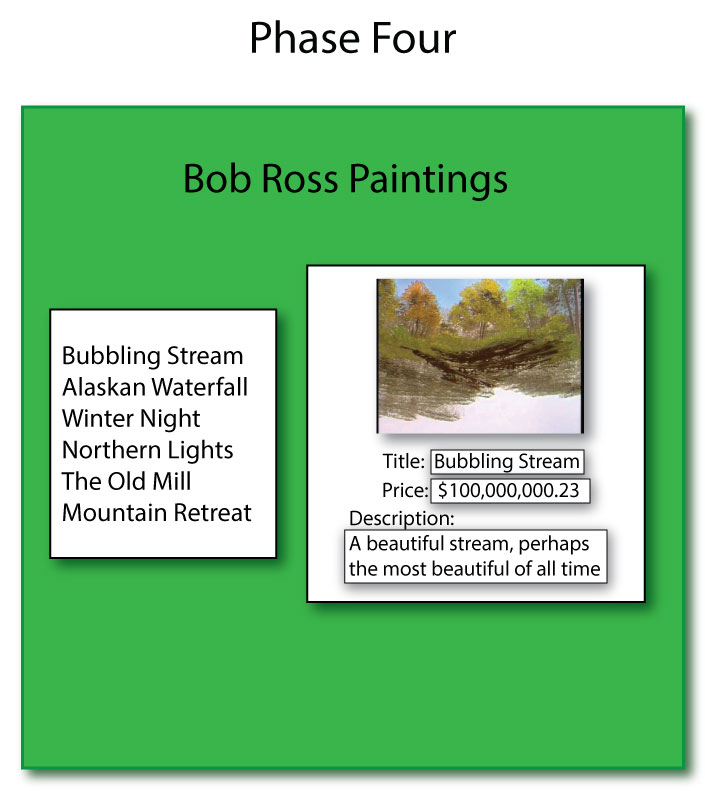 Phase Four
Bob Ross Paintings
Bubbling Stream
Alaskan Waterfall
Winter Night
Northern Lights
The Old Mill
Mountain Retreat
Title: Bubbling Stream
Price: $100,000,000.23
Description:
A beautiful stream, perhaps
the most beautiful of all time